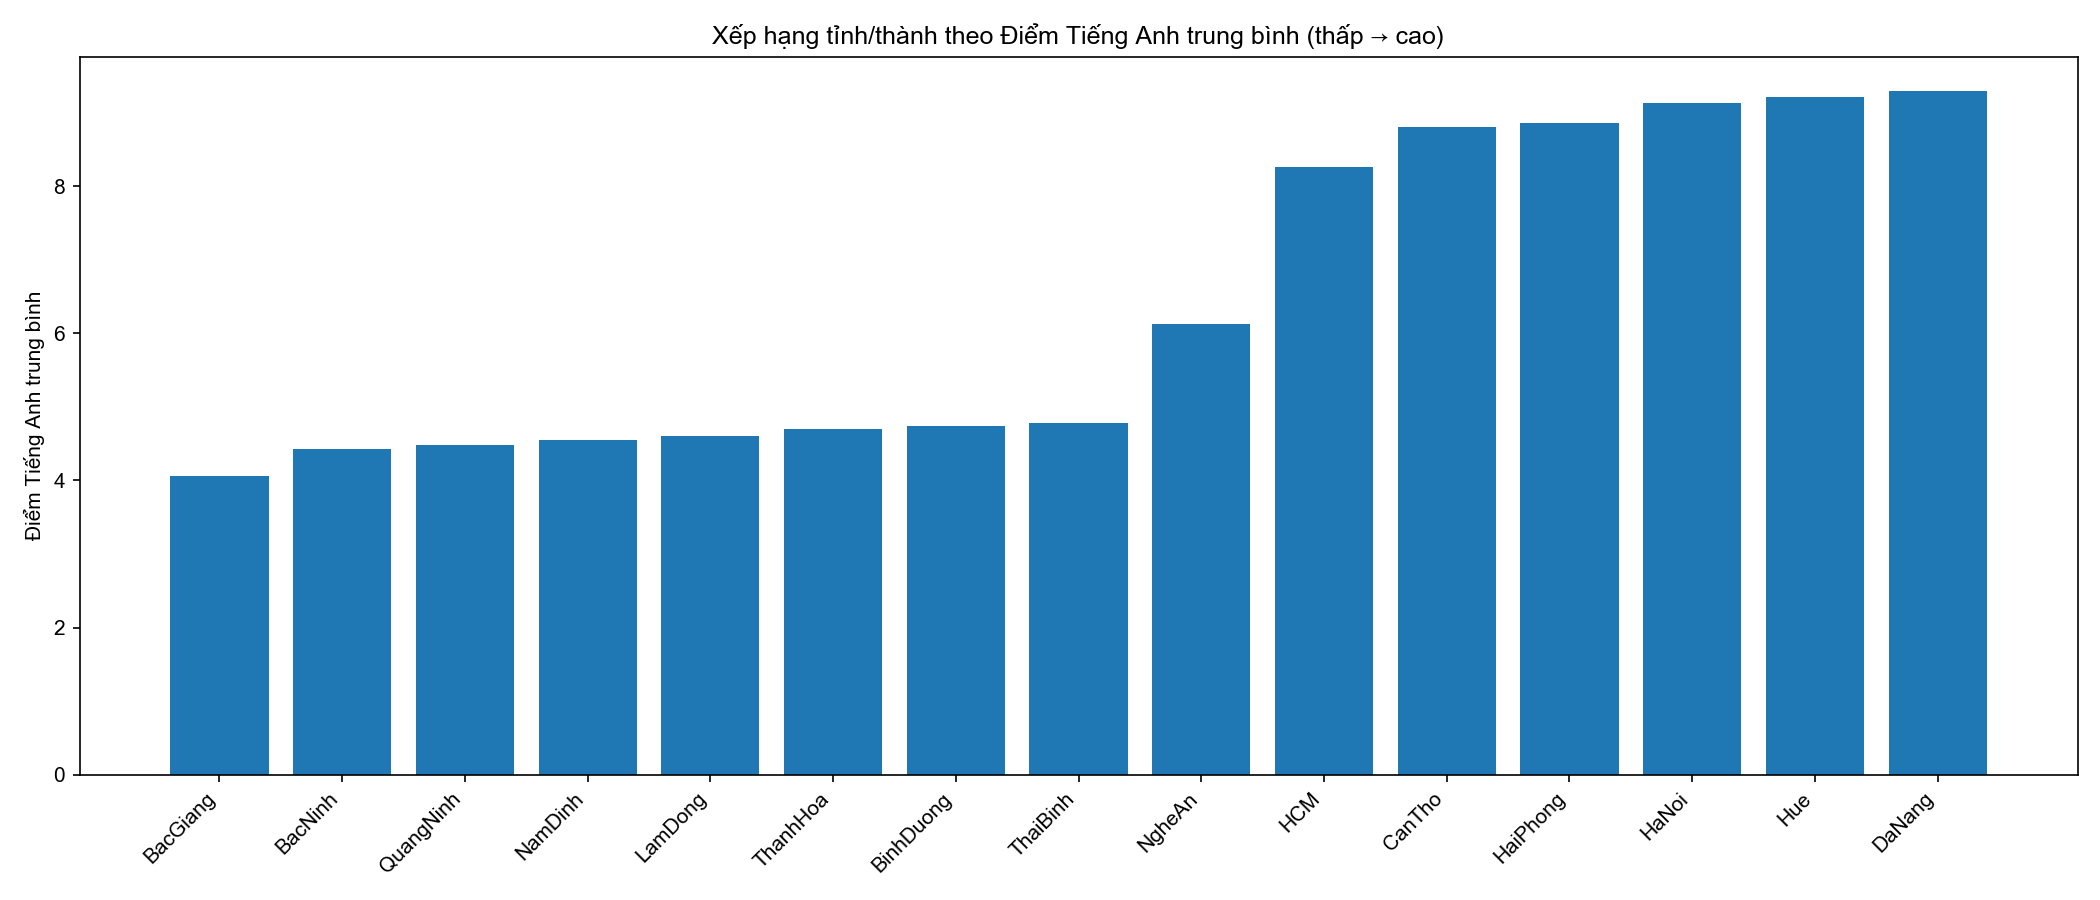 Xếp hạng tỉnh/thành theo Điểm Tiếng Anh trung bình (thấp → cao)
Điểm Tiếng Anh trung bình
8
6
4
2
0
BacGiang
BacNinh
QuangNinh
NamDinh
LamDong
ThanhHoa
BinhDuong
ThaiBinh
NgheAn
HCM
CanTho
HaiPhong
HaNoi
Hue
DaNang